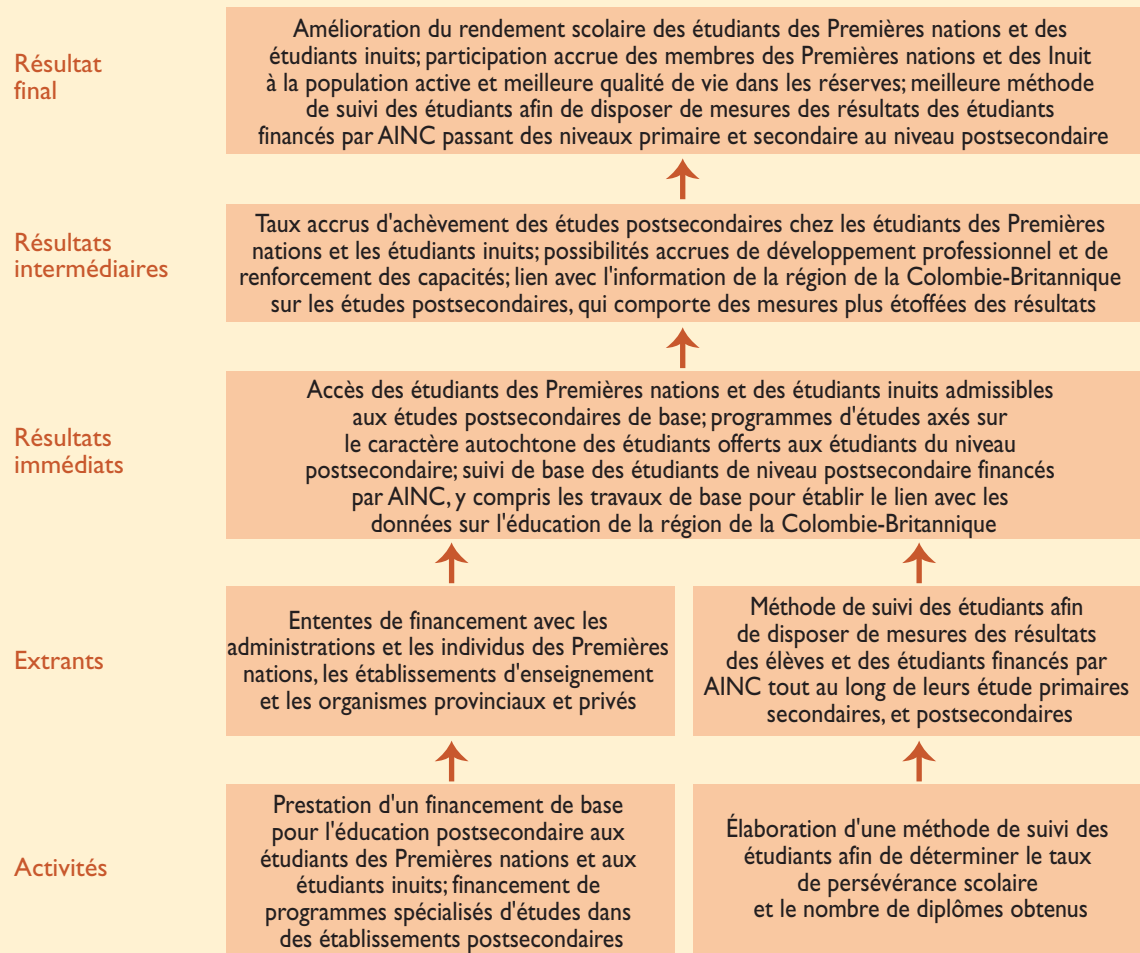 Résultat
final
Amélioration du rendement scolaire des étudiants des Premières nations et des
étudiants inuits; participation accrue des membres des Premières nations et des Inuit
à la population active et meilleure qualité de vie dans les réserves; meilleure méthode
de suivi des étudiants afin de disposer de mesures des résultats des étudiants
financés par AINC passant des niveaux primaire et secondaire au niveau postsecondaire
Résultats
intermédiaires
Taux accrus d'achèvement des études postsecondaires chez les étudiants des Premières
nations et les étudiants inuits; possibilités accrues de développement professionnel et de
renforcement des capacités; lien avec l'information de la région de la Colombie-Britannique
sur les études postsecondaires, qui comporte des mesures plus étoffées des résultats
Résultats
immédiats
Accès des étudiants des Premières nations et des étudiants inuits admissibles
aux études postsecondaires de base; programmes d'études axés sur
le caractère autochtone des étudiants offerts aux étudiants du niveau
postsecondaire; suivi de base des étudiants de niveau postsecondaire financés
par AINC, y compris les travaux de base pour établir le lien avec les
données sur l'éducation de la région de la Colombie-Britannique
Extrants
Ententes de financement avec les
administrations et les individus des Premières
nations, les établissements d'enseignement
et les organismes provinciaux et privés
Méthode de suivi des étudiants afin
de disposer de mesures des résultats
des élèves et des étudiants financés par
AINC tout au long de leurs étude primaires
secondaires, et postsecondaires
Activités
Prestation d'un financement de base
pour l'éducation postsecondaire aux
étudiants des Premières nations et aux
étudiants inuits; financement de
programmes spécialisés d'études dans
des établissements postsecondaires
Élaboration d'une méthode de suivi des
étudiants afin de déterminer le taux
de persévérance scolaire
et le nombre de diplômes obtenus